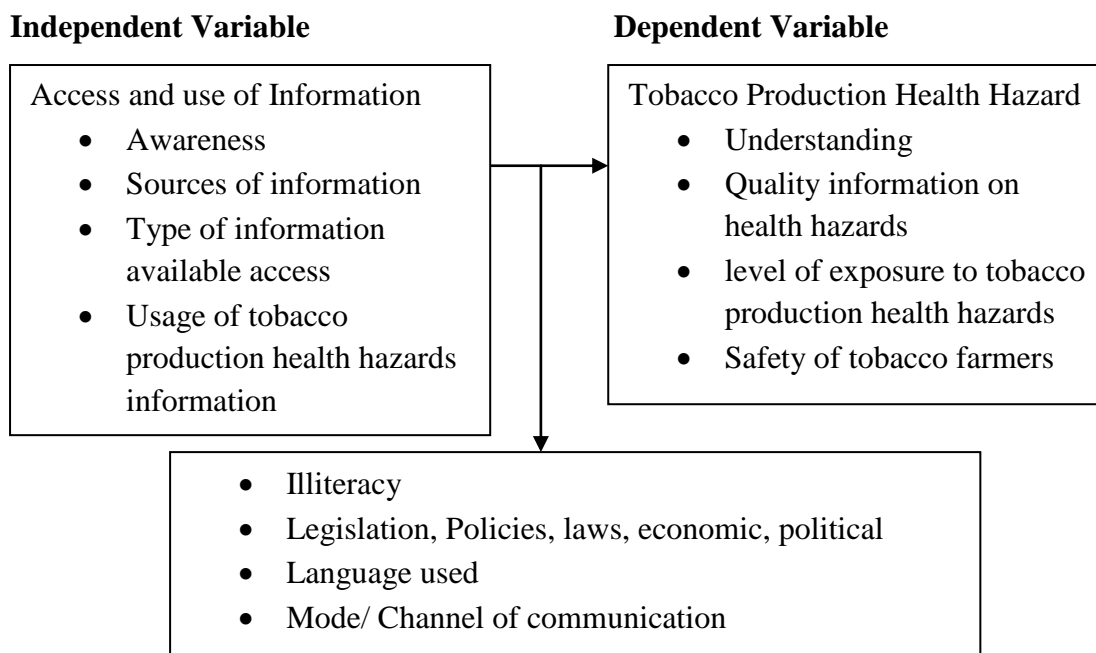 Independent Variable
Dependent Variable
Access and use of Information
• Awareness
• Sources of information
• Type of information
available access
• Usage of tobacco
production health hazards
information
Tobacco Production Health Hazard
• Understanding
• Quality information on
health hazards
• level of exposure to tobacco
production health hazards
• Safety of tobacco farmers
• Illiteracy
• Legislation, Policies, laws, economic, political
• Language used
• Mode/ Channel of communication